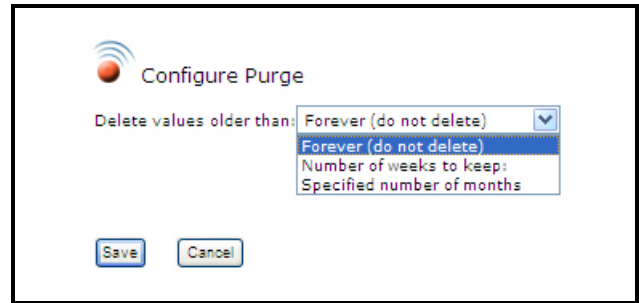 Configure Purge
Delete values older than: Forever (do not delete)
Forever (do not delete)
Number of weeks to keep:
Specified number of months
Save Cancel